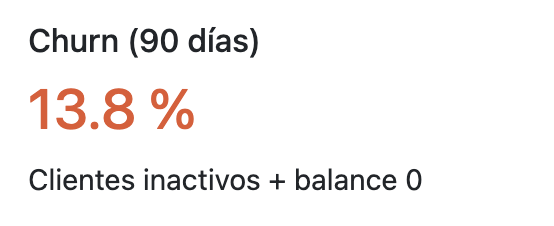 Churn (90 días)
13.8 %
Clientes inactivos + balance 0